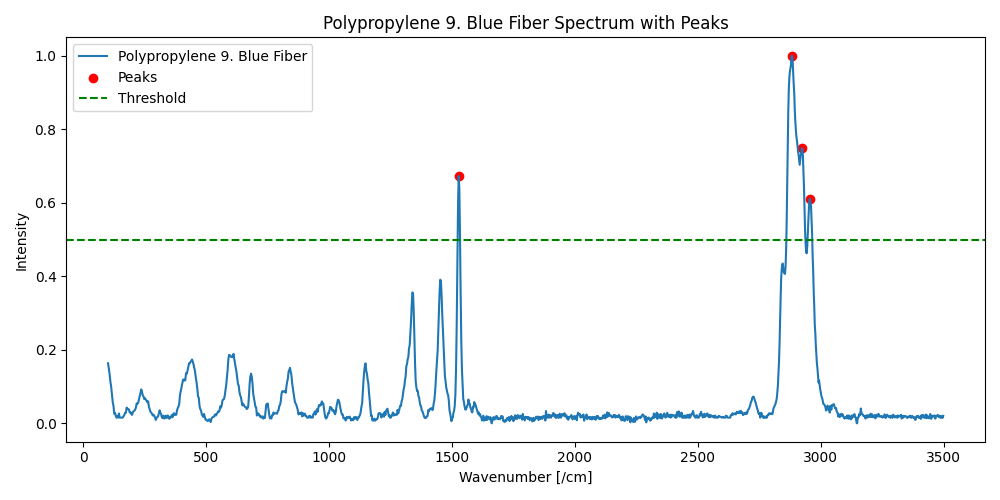 Polypropylene 9. Blue Fiber Spectrum with Peaks
Polypropylene 9. Blue Fiber
Peaks
Threshold
Intensity
1.0
0.8
0.6
0.4
0.2
0.0
0 500 1000 1500 2000 2500 3000 3500
Wavenumber [/cm]